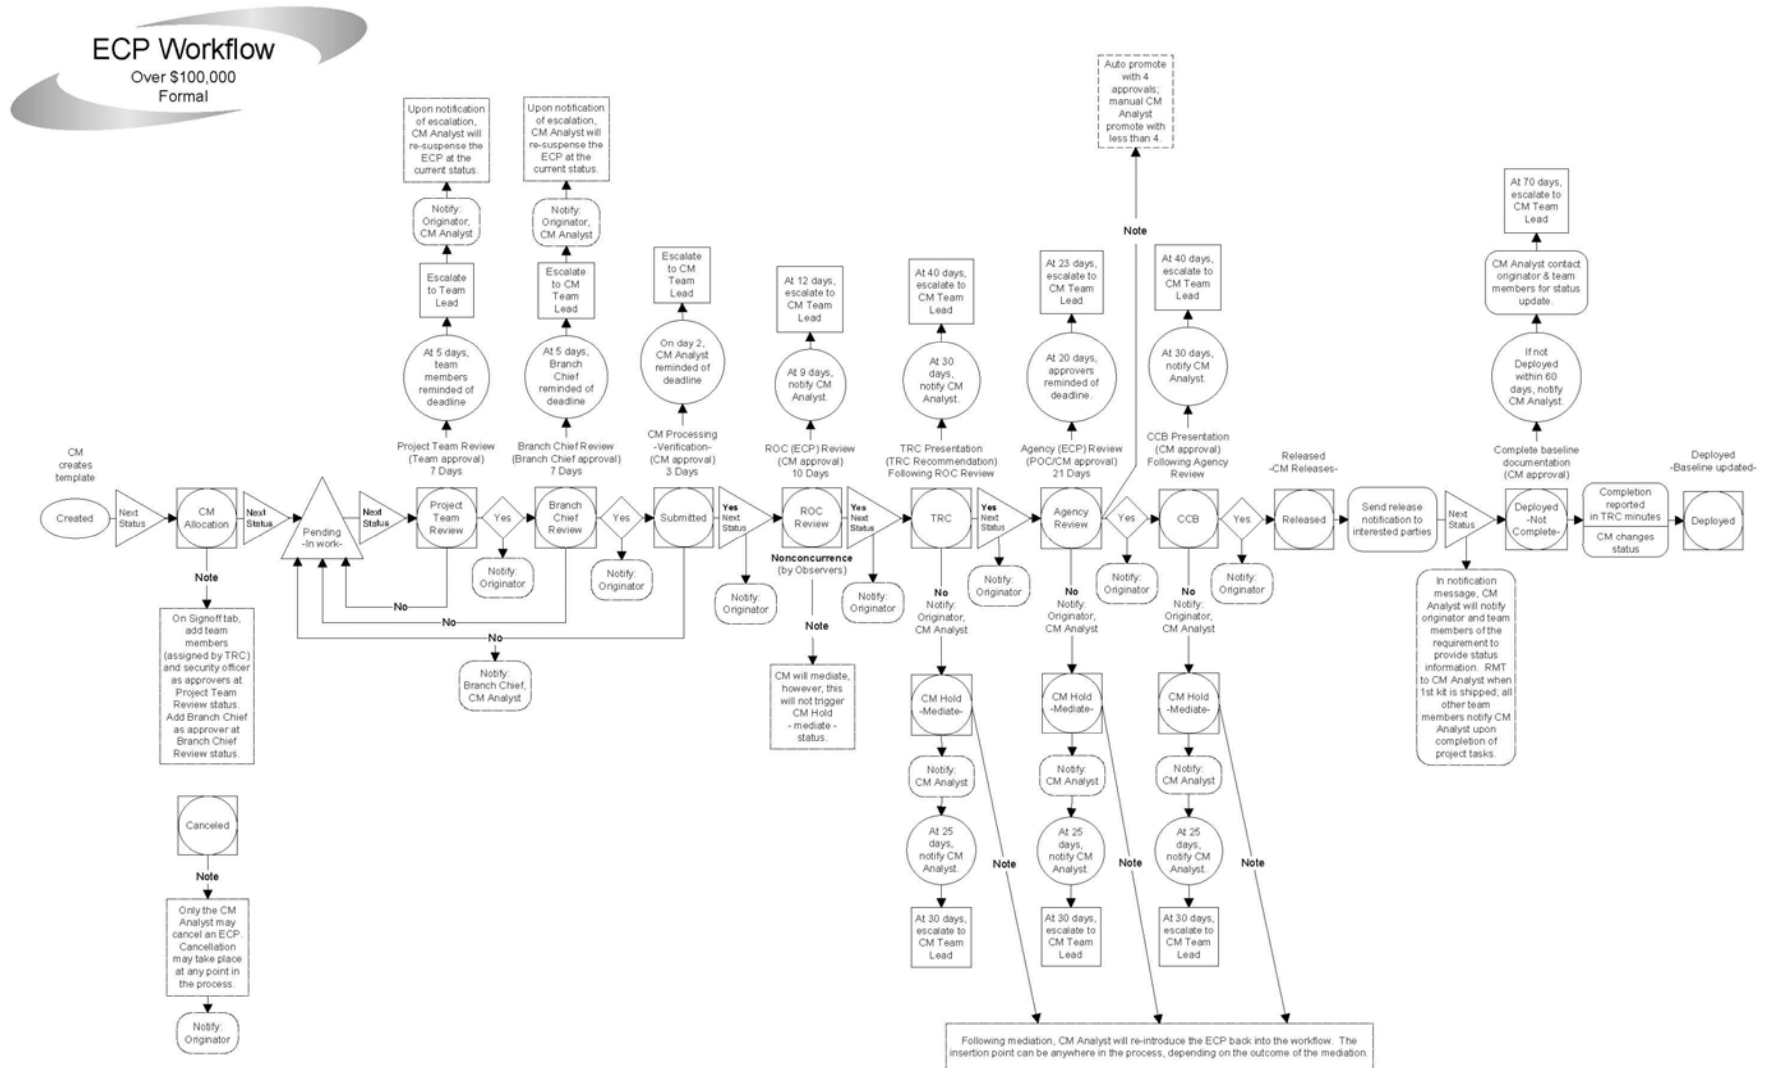 ECP Workflow
Over $100,000
Formal
Auto promote
with 4
approvals;
manual CM
Analyst
promote with
less than 4.
Upon notification
of escalation,
CM Analyst will
re-suspense the
ECP at the
current status.
Upon notification
of escalation,
CM Analyst will
re-suspense the
ECP at the
current status.
Notify:
Originator,
CM Analyst
Notify:
Originator,
CM Analyst
Escalate
to Team
Lead
Escalate
to CM
Team
Lead
Escalate
to CM
Team
Lead
At 12 days,
escalate to
CM Team
Lead
At 40 days,
escalate to
CM Team
Lead
At 23 days,
escalate to
CM Team
Lead
Note
At 40 days,
escalate to
CM Team
Lead
At 70 days,
escalate to
CM Team
Lead
CM Analyst contact
originator & team
members for status
update.
At 5 days,
team
members
reminded of
deadline
At 5 days,
Branch
Chief
reminded of
deadline
On day 2,
CM Analyst
reminded of
deadline
At 9 days,
notify CM
Analyst.
At 30
days,
notify CM
Analyst.
At 20 days,
approvers
reminded of
deadline.
At 30 days,
notify CM
Analyst.
If not
Deployed
within 60
days, notify
CM Analyst.
CM
creates
template
Project Team Review
(Team approval)
7 Days
Branch Chief Review
(Branch Chief approval)
7 Days
CM Processing
-Verification-
(CM approval)
3 Days
ROC (ECP) Review
(CM approval)
10 Days
TRC Presentation
(TRC Recommendation)
Following ROC Review
Agency (ECP) Review
(POC/CM approval)
21 Days
CCB Presentation
(CM approval)
Following Agency
Review
Released
-CM Releases-
Complete baseline
documentation
(CM approval)
Deployed
-Baseline updated-
Created
Next
Status
CM
Allocation
Next
Status
Pending
-In work-
Next
Status
Project
Team
Review
Yes
Branch
Chief
Review
Yes
Submitted
Yes
Next
Status
ROC
Review
Yes
Next
Status
TRC
Yes
Next
Status
Agency
Review
Yes
CCB
Yes
Released
Send release
notification to
interested parties
Next
Status
Deployed
-Not
Complete-
Completion
reported
in TRC minutes
CM changes
status
Deployed
Note
On Signoff tab,
add team
members
(assigned by TRC)
and security officer
as approvers at
Project Team
Review status.
Add Branch Chief
as approver at
Branch Chief
Review status.
No
No
No
Notify:
Originator
Notify:
Originator
Notify:
Branch Chief,
CM Analyst
Notify:
Originator
Nonconcurrence
(by Observers)
Note
CM will mediate,
however, this
will not trigger
CM Hold
- mediate -
status.
Notify:
Originator
Notify:
Originator
Notify:
Originator
Notify:
Originator
No
Notify:
Originator,
CM Analyst
No
Notify:
Originator,
CM Analyst
No
Notify:
Originator,
CM Analyst
CM Hold
-Mediate-
CM Hold
-Mediate-
CM Hold
-Mediate-
Notify:
CM Analyst
Notify:
CM Analyst
Notify:
CM Analyst
At 25
days,
notify CM
Analyst.
At 25
days,
notify CM
Analyst.
At 25
days,
notify CM
Analyst.
Note
Note
Note
At 30 days,
escalate to
CM Team
Lead
At 30 days,
escalate to
CM Team
Lead
At 30 days,
escalate to
CM Team
Lead
In notification
message, CM
Analyst will notify
originator and team
members of the
requirement to
provide status
information. RMT
to CM Analyst when
1st kit is shipped; all
other team
members notify CM
Analyst upon
completion of
project tasks.
Canceled
Note
Only the CM
Analyst may
cancel an ECP.
Cancellation
may take place
at any point in
the process.
Notify:
Originator
Following mediation, CM Analyst will re-introduce the ECP back into the workflow. The
insertion point can be anywhere in the process, depending on the outcome of the mediation.